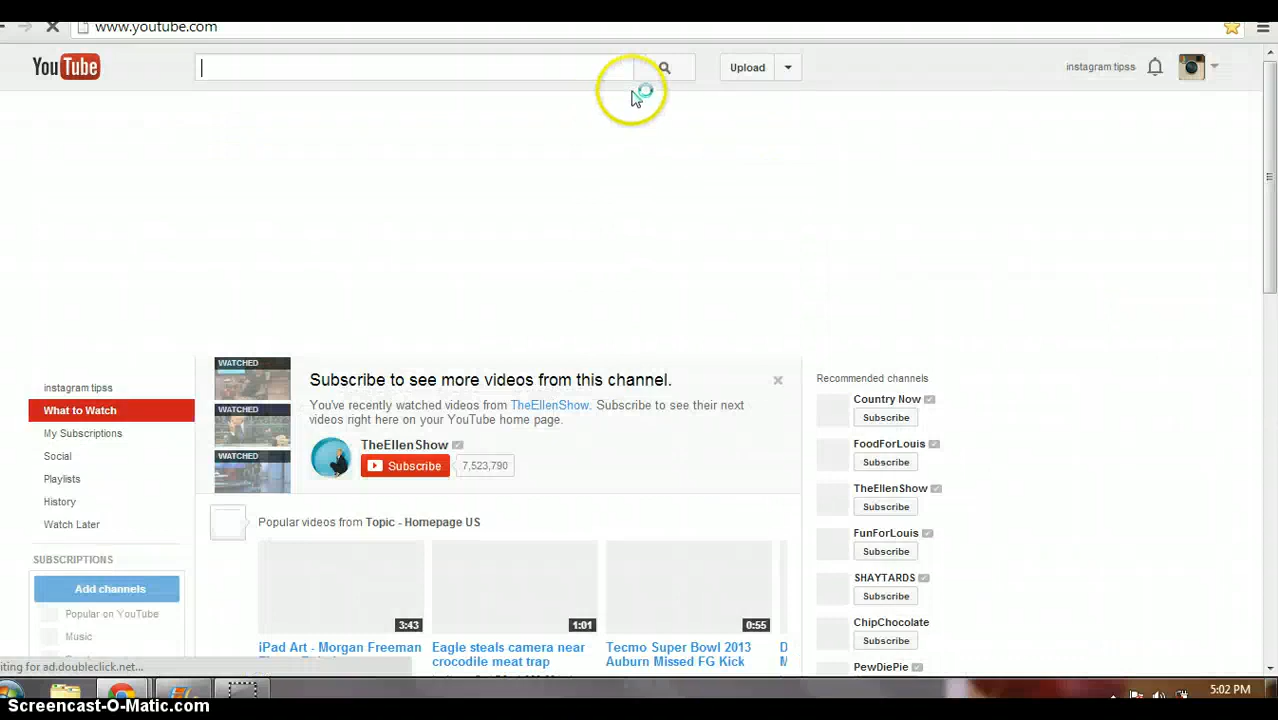 www.youtube.com
YouTube
Upload
instagram tipss
instagram tipss
What to Watch
My Subscriptions
Social
Playlists
History
Watch Later
SUBSCRIPTIONS
Add channels
Popular on YouTube
Music
WATCHED
WATCHED
WATCHED
Subscribe to see more videos from this channel.
You've recently watched videos from TheEllenShow. Subscribe to see their next
videos right here on your YouTube home page.
TheEllenShow
Subscribe 7,523,790
Popular videos from Topic - Homepage US
3:43
1:01
0:55
iPad Art - Morgan Freeman
Eagle steals camera near
crocodile meat trap
Tecmo Super Bowl 2013
Auburn Missed FG Kick
Recommended channels
Country Now
Subscribe
FoodForLouis
Subscribe
TheEllenShow
Subscribe
FunForLouis
Subscribe
SHAYTARDS
Subscribe
ChipChocolate
Subscribe
PewDiePie
iting for ad.doubleclick.net...
5:02 PM
Screencast-O-Matic.com